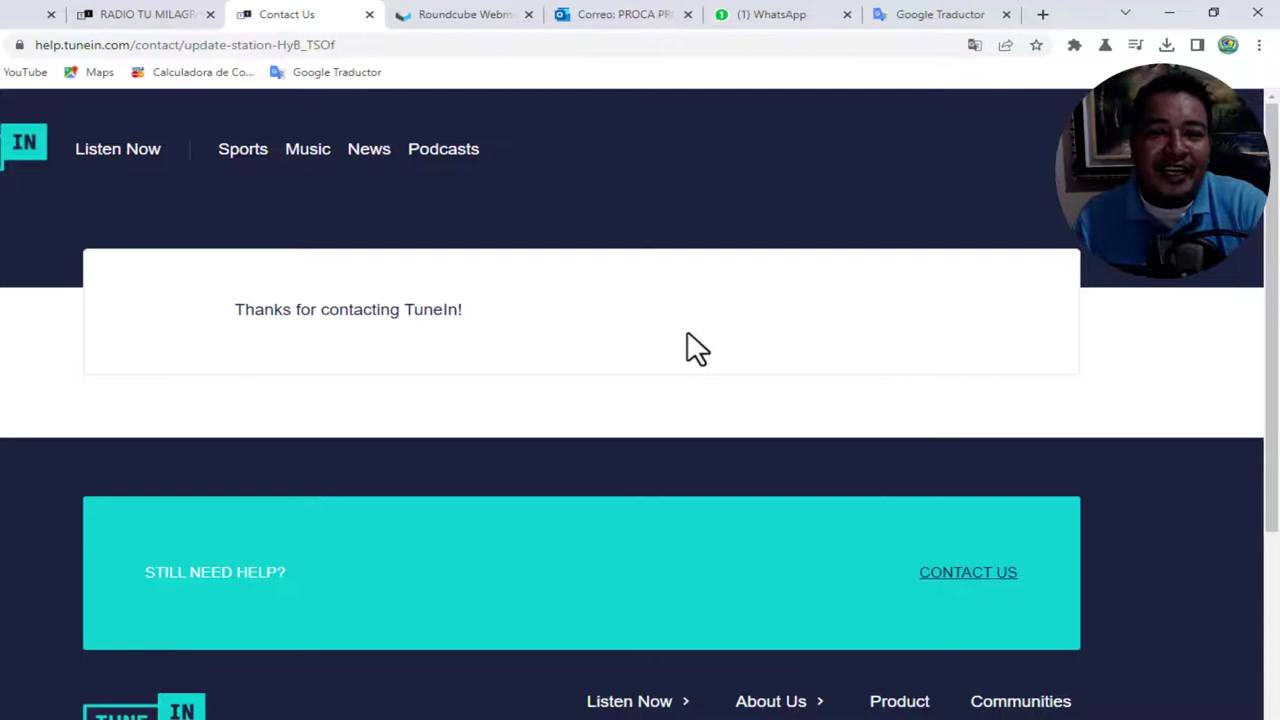 RADIO TU MILAGR
Contact Us
Roundcube Webm
Correo: PROCA PR
(1) WhatsApp
Google Traductor
help.tunein.com/contact/update-station-HyB_TSOf
YouTube
Maps
Calculadora de Co...
Google Traductor
IN
Listen Now
Sports
Music
News
Podcasts
Thanks for contacting TuneIn!
STILL NEED HELP?
CONTACT US
TUNE IN
Listen Now >
About Us >
Product
Communities